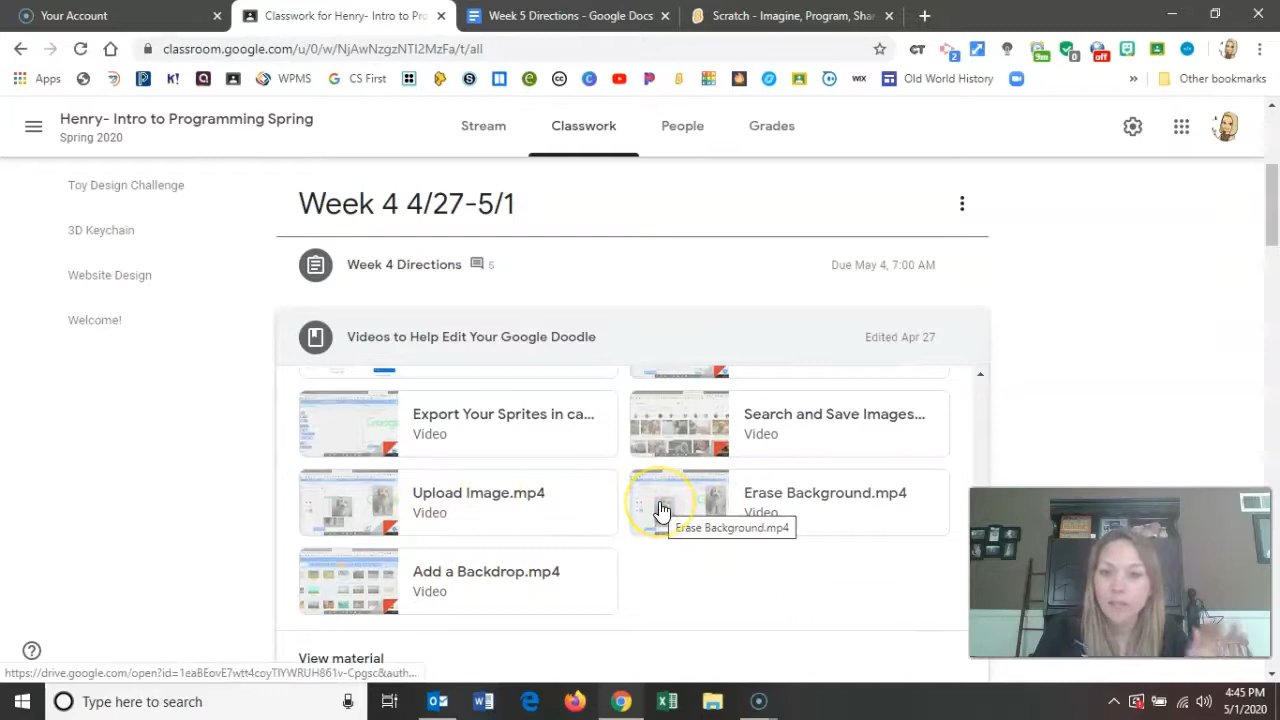 Your Account
Classwork for Henry- Intro to Pro
Week 5 Directions - Google Docs
Scratch - Imagine, Program, Shar
classroom.google.com/u/0/w/NjAwNzgzNTI2MzFa/t/all
Apps
WPMS
CS First
WIX
Old World History
Other bookmarks
Henry- Intro to Programming Spring
Spring 2020
Stream
Classwork
People
Grades
Toy Design Challenge
3D Keychain
Website Design
Welcome!
Week 4 4/27-5/1
Week 4 Directions 5
Due May 4, 7:00 AM
Videos to Help Edit Your Google Doodle
Edited Apr 27
Export Your Sprites in ca...
Video
Search and Save Images...
Video
Upload Image.mp4
Video
Erase Background.mp4
Video
Erase Background.mp4
Add a Backdrop.mp4
Video
View material
Type here to search
4:45 PM
5/1/2020